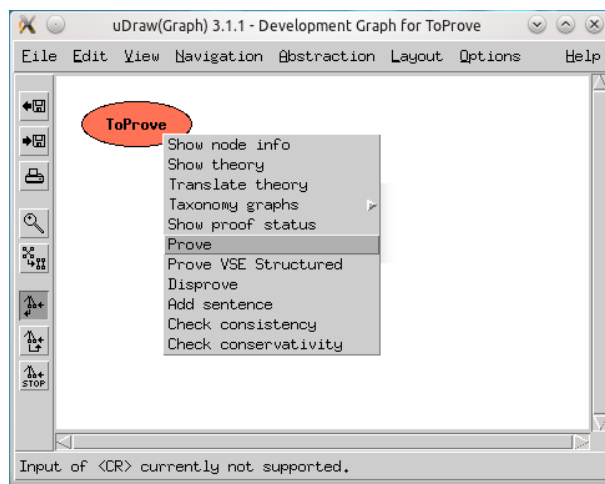 uDraw(Graph) 3.1.1 - Development Graph for ToProve
File Edit View Navigation Abstraction Layout Options Help
ToProve
Show node info
Show theory
Translate theory
Taxonomy graphs
Show proof status
Prove
Prove VSE Structured
Disprove
Add sentence
Check consistency
Check conservativity
STOP
Input of <CR> currently not supported.